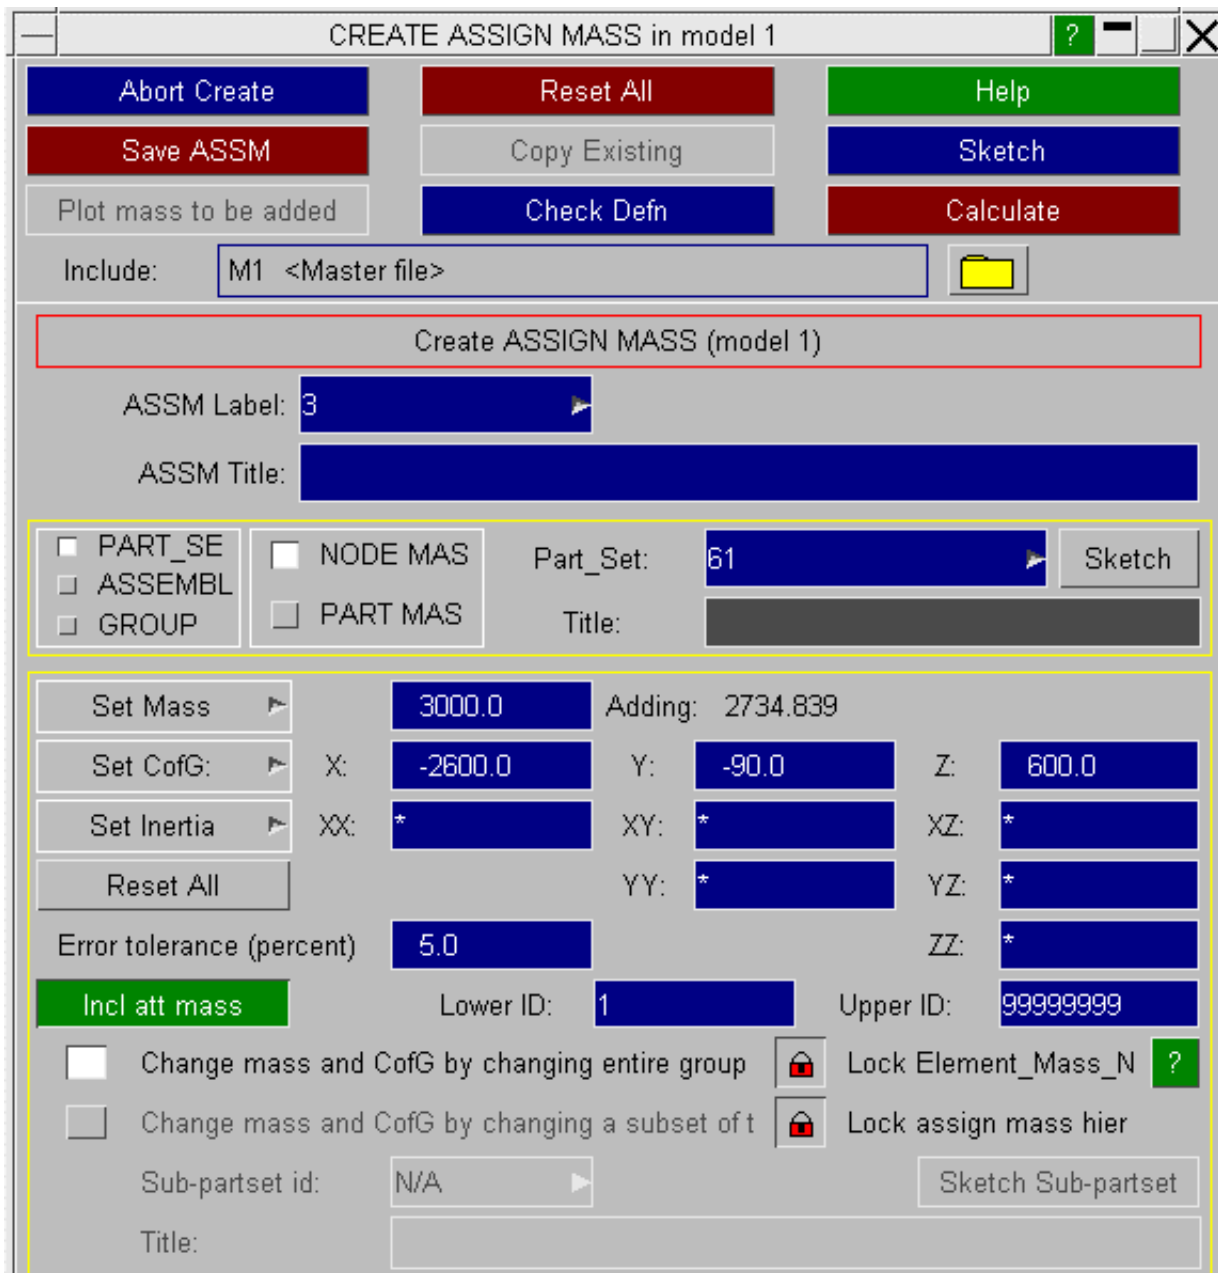 CREATE ASSIGN MASS in model 1 ?
Abort Create Reset All Help
Save ASSM Copy Existing Sketch
Plot mass to be added Check Defn Calculate
Include: M1 <Master file>
Create ASSIGN MASS (model 1)
ASSM Label: 3
ASSM Title:
PART_SE NODE MAS Part_Set: 61 Sketch
ASSEMBL
GROUP PART MAS Title:
Set Mass 3000.0 Adding: 2734.839
Set CofG: X: -2600.0 Y: -90.0 Z: 600.0
Set Inertia XX: * XY: * XZ: *
Reset All YY: * YZ: *
Error tolerance (percent) 5.0 ZZ: *
Incl att mass Lower ID: 1 Upper ID: 99999999
Change mass and CofG by changing entire group Lock Element_Mass_N ?
Change mass and CofG by changing a subset of t Lock assign mass hier
Sub-partset id: N/A Sketch Sub-partset
Title: